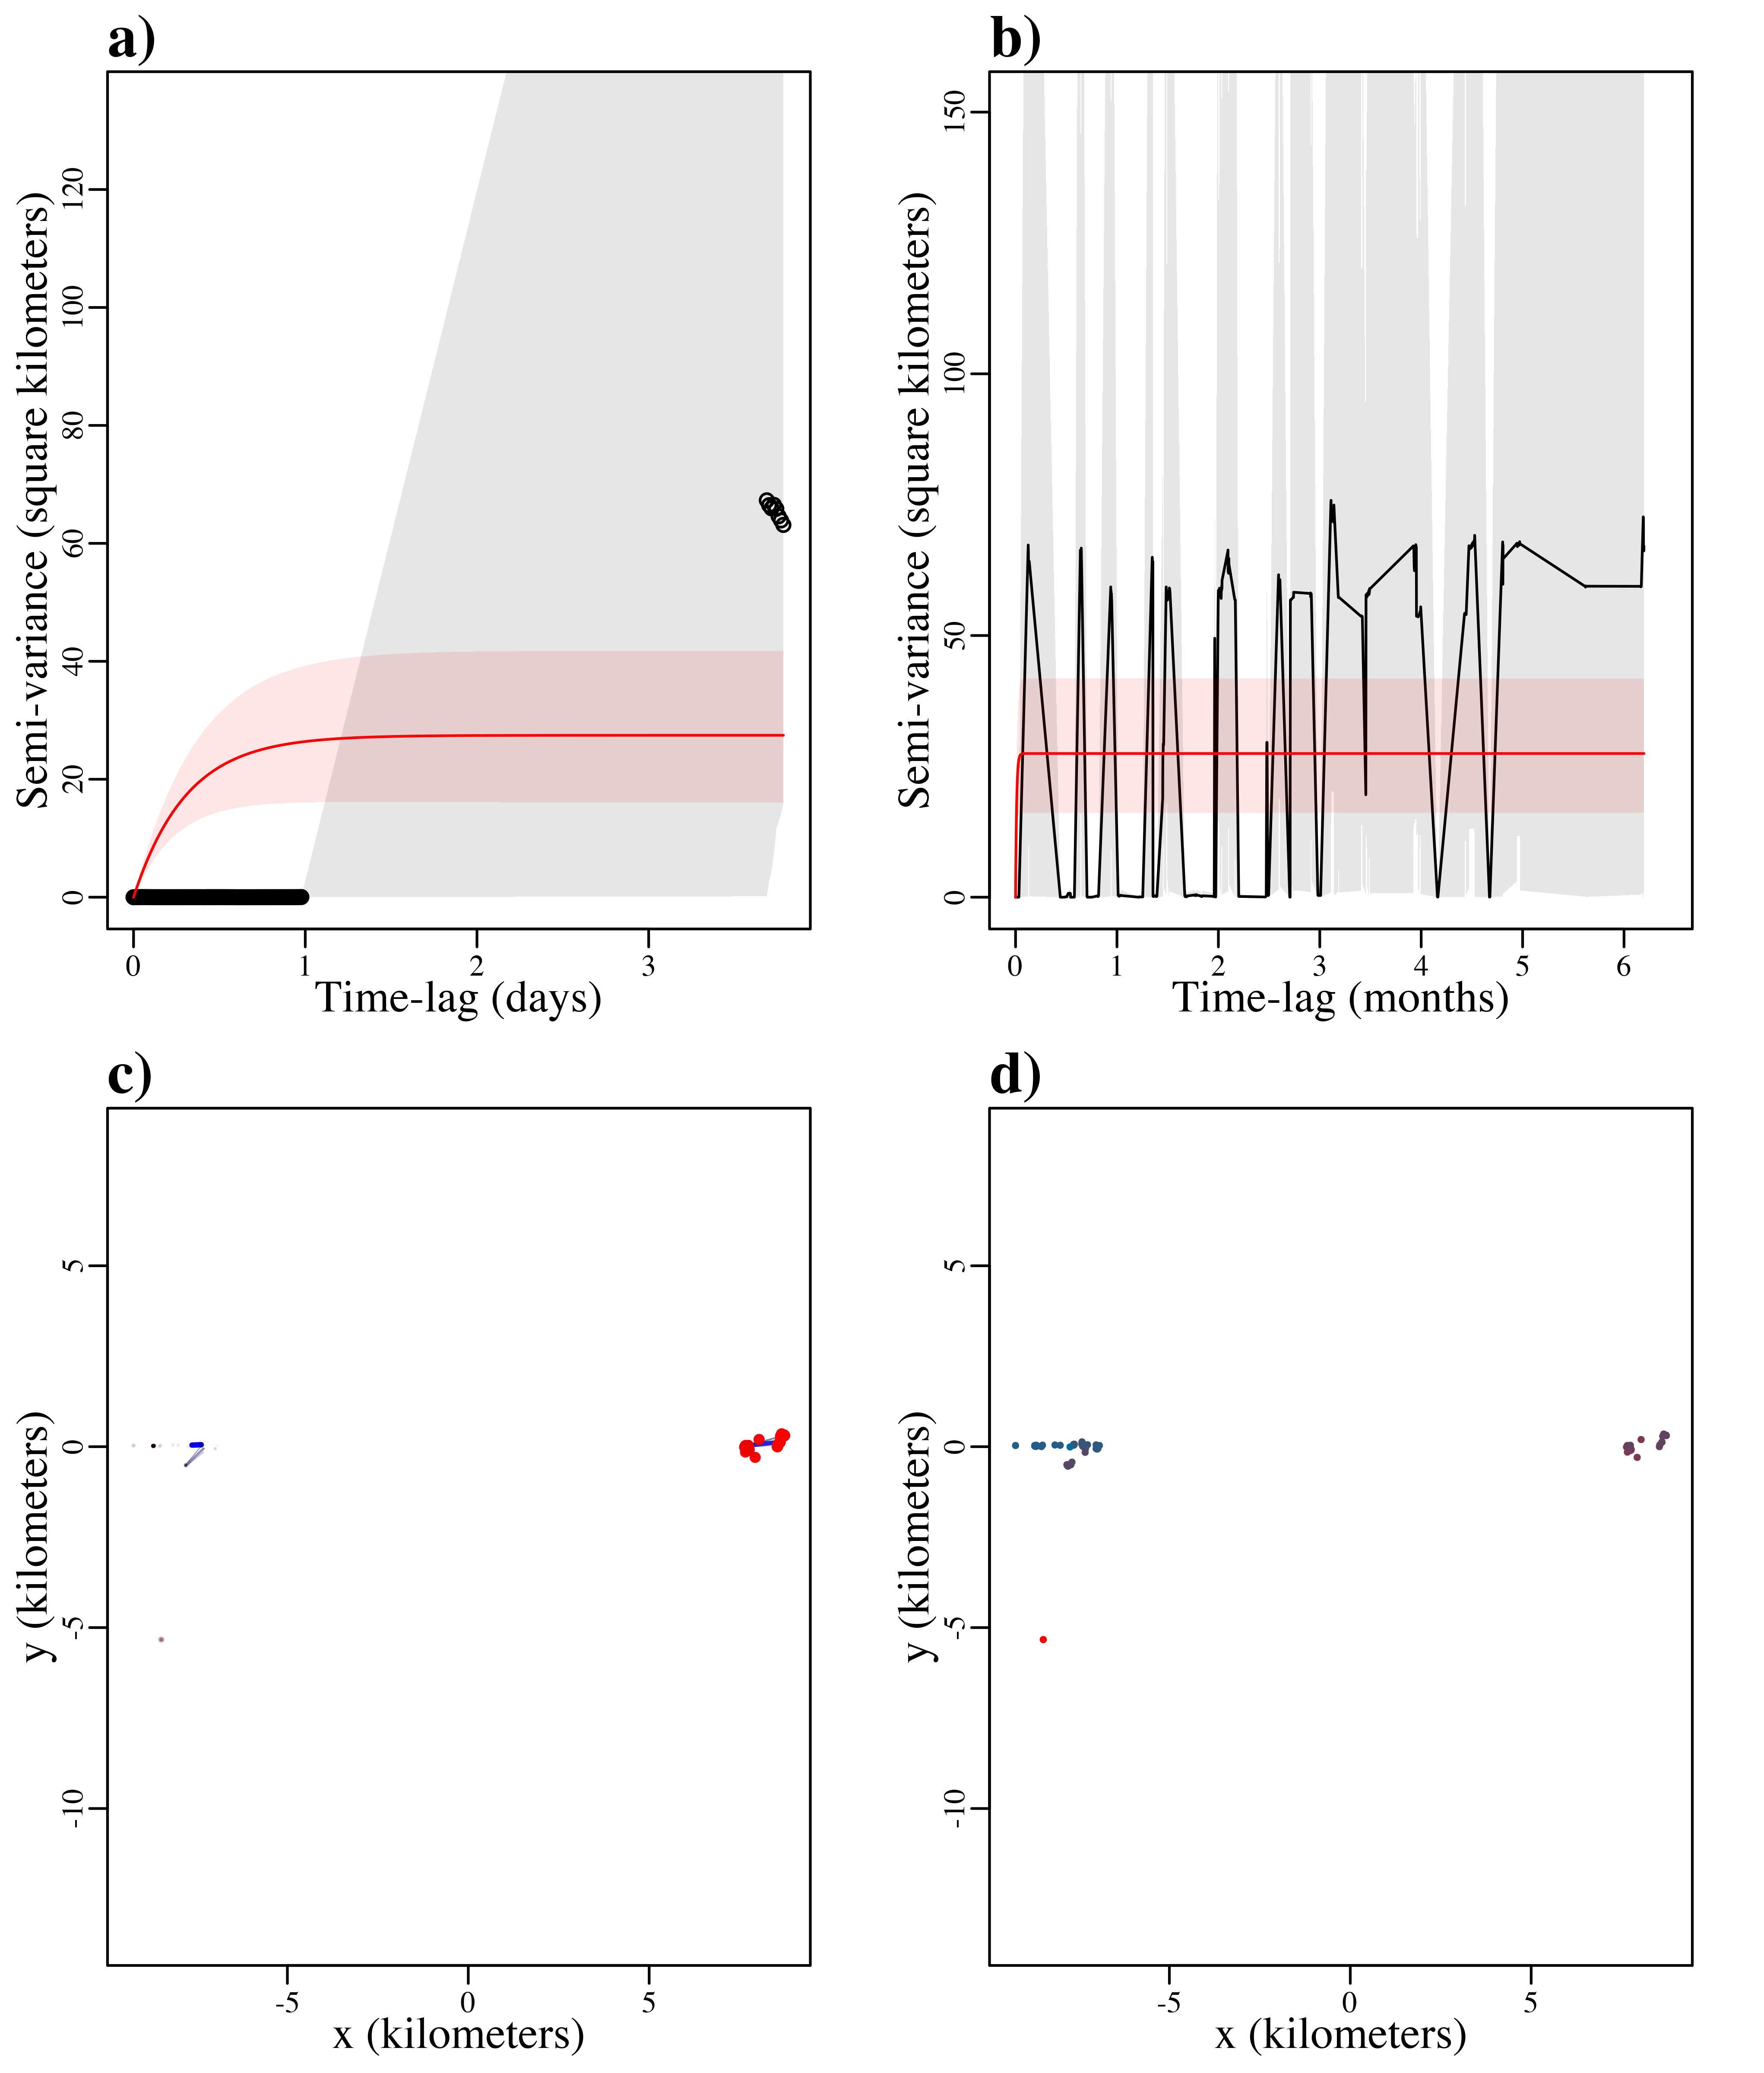 a)
Semi-variance (square kilometers)
0 20 40 60 80 100 120
0 1 2 3
Time-lag (days)
b)
Semi-variance (square kilometers)
0 50 100 150
0 1 2 3 4 5 6
Time-lag (months)
c)
y (kilometers)
-10 -5 0 5
-5 0 5
x (kilometers)
d)
y (kilometers)
-10 -5 0 5
-5 0 5
x (kilometers)